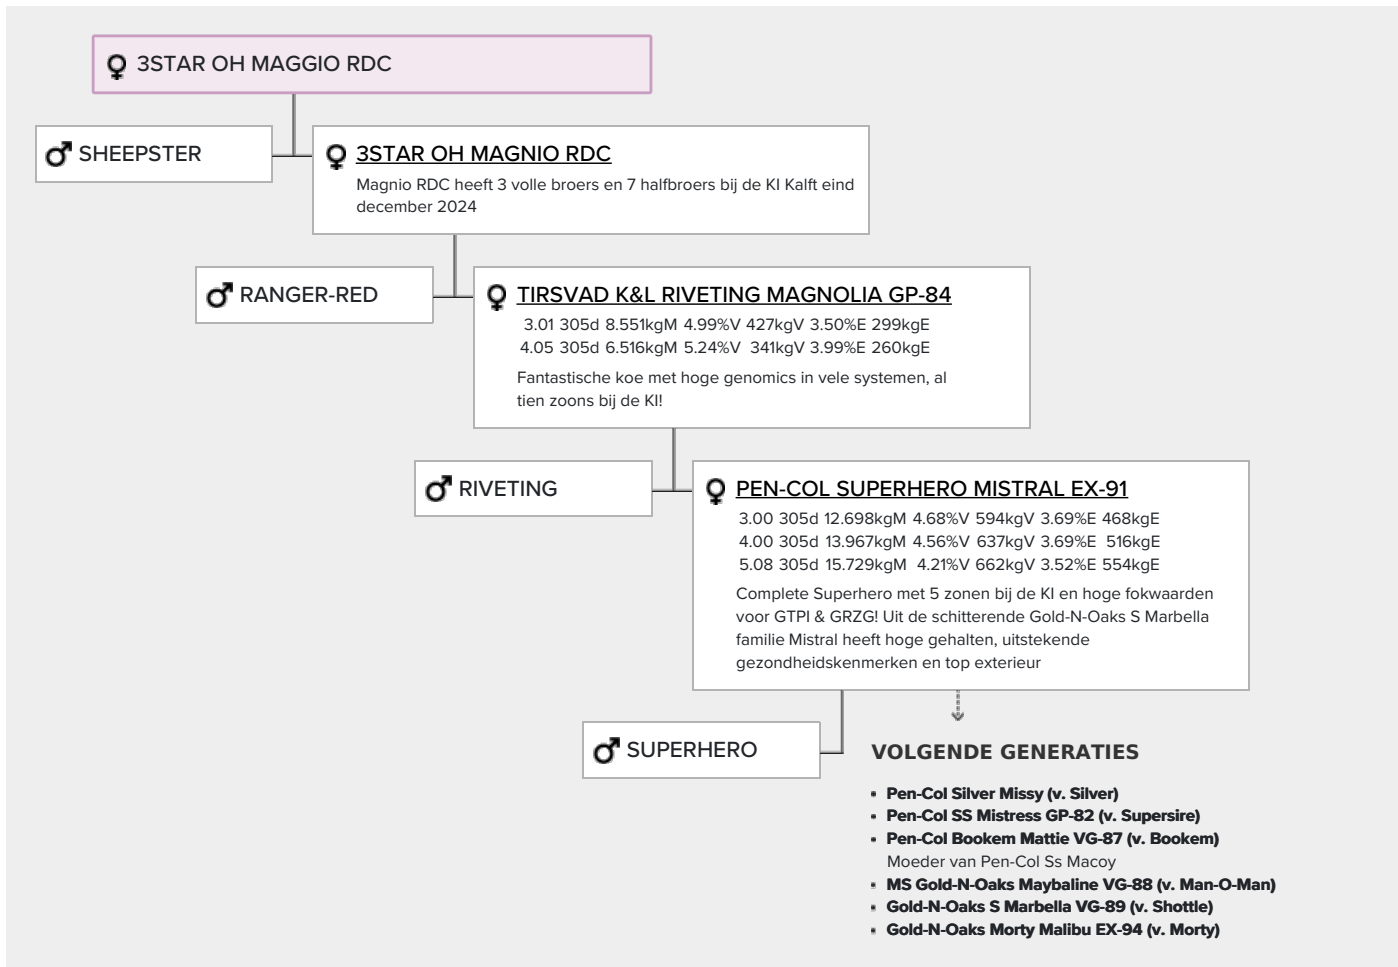 3STAR OH MAGGIO RDC
SHEEPSTER
3STAR OH MAGNIO RDC
Magnio RDC heeft 3 volle broers en 7 halfbroers bij de KI Kalft eind
december 2024
RANGER-RED
TIRSVAD K&L RIVETING MAGNOLIA GP-84
3.01 305d 8.551kgM 4.99%V 427kgV 3.50%E 299kgE
4.05 305d 6.516kgM 5.24%V 341kgV 3.99%E 260kgE
Fantastische koe met hoge genomics in vele systemen, al
tien zoons bij de KI!
RIVETING
PEN-COL SUPERHERO MISTRAL EX-91
3.00 305d 12.698kgM 4.68%V 594kgV 3.69%E 468kgE
4.00 305d 13.967kgM 4.56%V 637kgV 3.69%E 516kgE
5.08 305d 15.729kgM 4.21%V 662kgV 3.52%E 554kgE
Complete Superhero met 5 zonen bij de KI en hoge fokwaarden
voor GTPI & GRZG! Uit de schitterende Gold-N-Oaks S Marbella
familie Mistral heeft hoge gehalten, uitstekende
gezondheidskenmerken en top exterieur
SUPERHERO
VOLGENDE GENERATIES
Pen-Col Silver Missy (v. Silver)
Pen-Col SS Mistress GP-82 (v. Supersire)
Pen-Col Bookem Mattie VG-87 (v. Bookem)
Moeder van Pen-Col Ss Macoy
MS Gold-N-Oaks Maybaline VG-88 (v. Man-O-Man)
Gold-N-Oaks S Marbella VG-89 (v. Shottle)
Gold-N-Oaks Morty Malibu EX-94 (v. Morty)